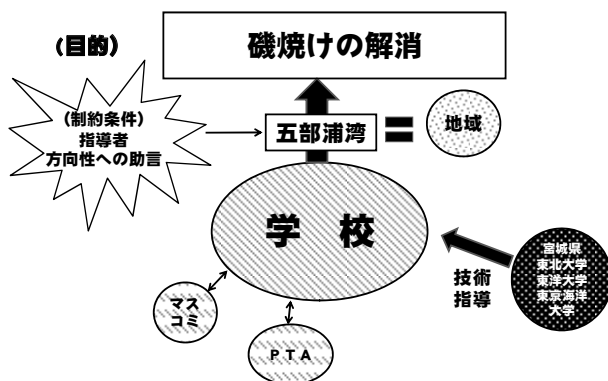 (目的)
磯焼けの解消
(制約条件)
指導者
方向性への助言
五部浦湾
地域
学　校
技術
指導
宮城県
東北大学
東洋大学
東京海洋
大学
マス
コミ
ＰＴＡ